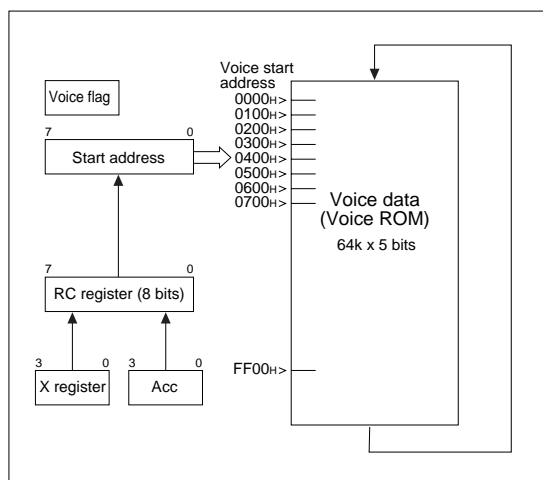 Voice start
address
Voice flag
0000H>
0100H>
0200H>
0300H>
0400H>
0500H>
0600H>
0700H>
7 0
Start address
Voice data
(Voice ROM)
64k x 5 bits
7 0
RC register (8 bits)
3 0 3 0
X register Acc
FF00H>